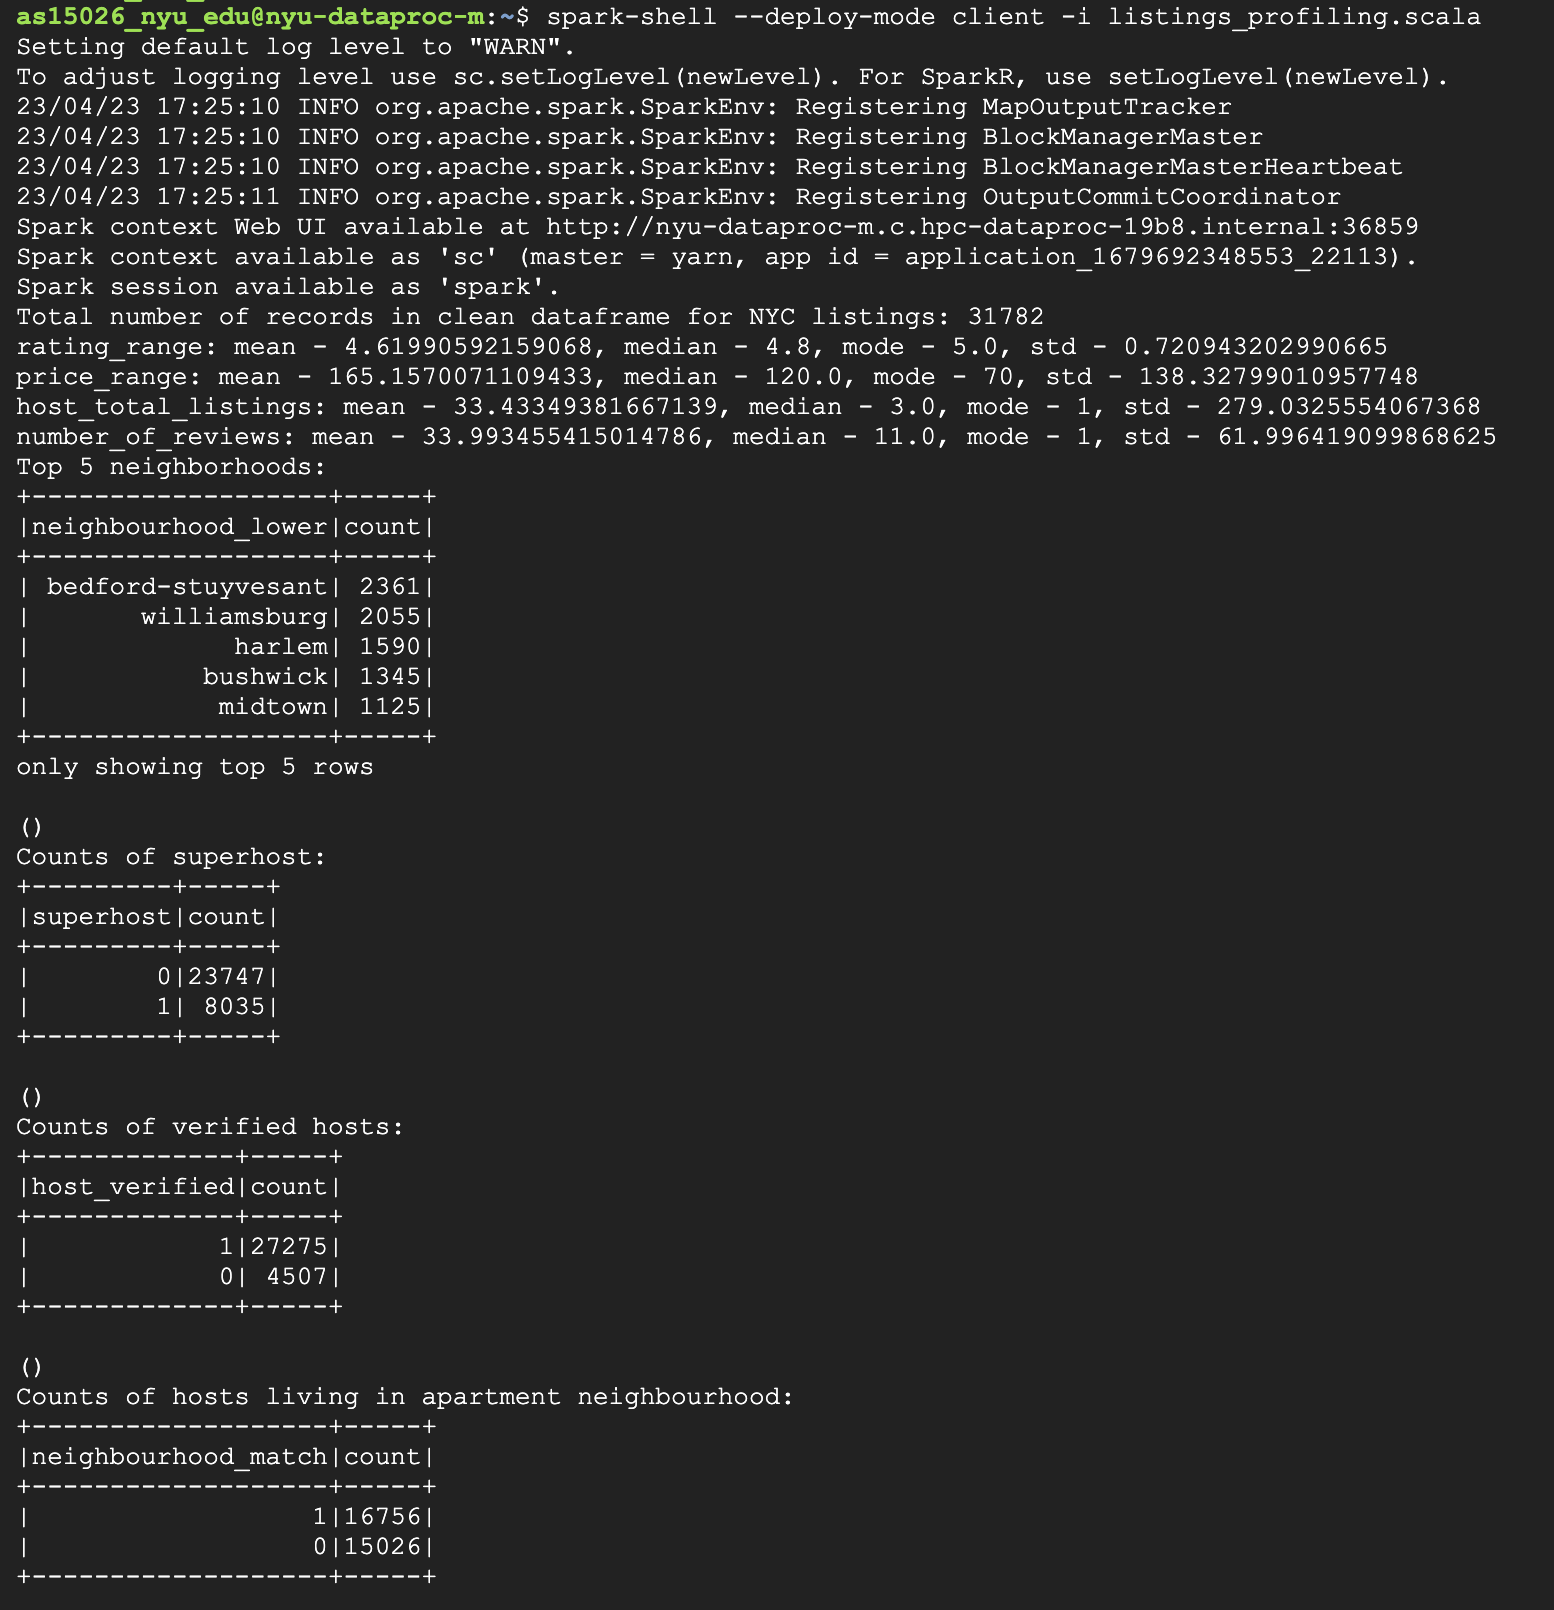 as15026_nyu_edu@nyu-dataproc-m:~$ spark-shell --deploy-mode client -i listings_profiling.scala
Setting default log level to "WARN".
To adjust logging level use sc.setLogLevel(newLevel). For SparkR, use setLogLevel(newLevel).
23/04/23 17:25:10 INFO org.apache.spark.SparkEnv: Registering MapOutputTracker
23/04/23 17:25:10 INFO org.apache.spark.SparkEnv: Registering BlockManagerMaster
23/04/23 17:25:10 INFO org.apache.spark.SparkEnv: Registering BlockManagerMasterHeartbeat
23/04/23 17:25:11 INFO org.apache.spark.SparkEnv: Registering OutputCommitCoordinator
Spark context Web UI available at http://nyu-dataproc-m.c.hpc-dataproc-19b8.internal:36859
Spark context available as 'sc' (master = yarn, app id = application_1679692348553_22113).
Spark session available as 'spark'.
Total number of records in clean dataframe for NYC listings: 31782
rating_range: mean - 4.61990592159068, median - 4.8, mode - 5.0, std - 0.720943202990665
price_range: mean - 165.1570071109433, median - 120.0, mode - 70, std - 138.32799010957748
host_total_listings: mean - 33.43349381667139, median - 3.0, mode - 1, std - 279.0325554067368
number_of_reviews: mean - 33.993455415014786, median - 11.0, mode - 1, std - 61.996419099868625
Top 5 neighborhoods:
+-------------------+-----+
|neighbourhood_lower|count|
+-------------------+-----+
| bedford-stuyvesant| 2361|
|       williamsburg| 2055|
|             harlem| 1590|
|           bushwick| 1345|
|            midtown| 1125|
+-------------------+-----+
only showing top 5 rows

()
Counts of superhost:
+---------+-----+
|superhost|count|
+---------+-----+
|        0|23747|
|        1| 8035|
+---------+-----+

()
Counts of verified hosts:
+-------------+-----+
|host_verified|count|
+-------------+-----+
|            1|27275|
|            0| 4507|
+-------------+-----+

()
Counts of hosts living in apartment neighbourhood:
+-------------------+-----+
|neighbourhood_match|count|
+-------------------+-----+
|                  1|16756|
|                  0|15026|
+-------------------+-----+